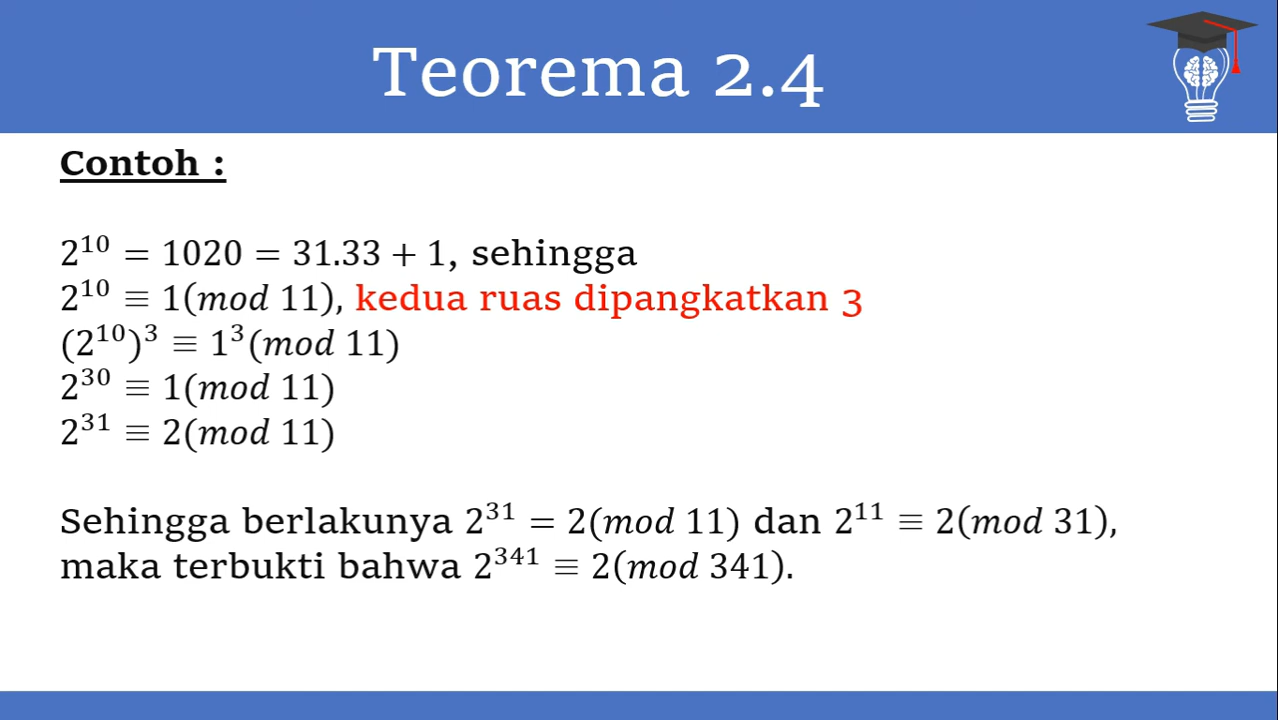 Teorema 2.4
Contoh :
2¹⁰ = 1020 = 31.33 + 1, sehingga
2¹⁰ ≡ 1(mod 11), kedua ruas dipangkatkan 3
(2¹⁰)³ ≡ 1³(mod 11)
2³⁰ ≡ 1(mod 11)
2³¹ ≡ 2(mod 11)
Sehingga berlakunya 2³¹ = 2(mod 11) dan 2¹¹ ≡ 2(mod 31),
maka terbukti bahwa 2³⁴¹ ≡ 2(mod 341).